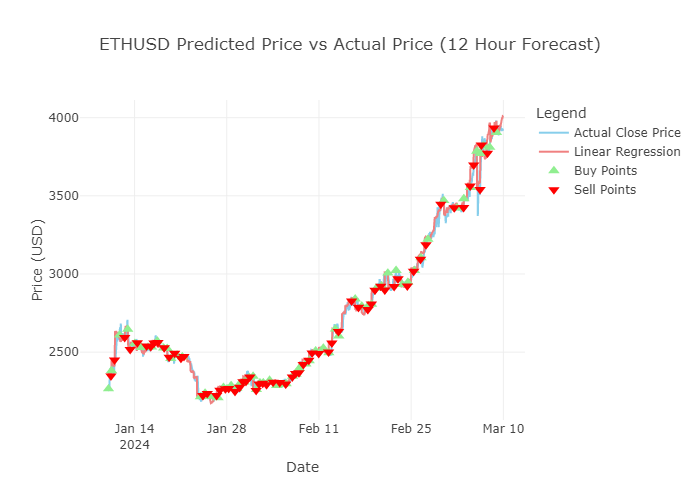 ETHUSD Predicted Price vs Actual Price (12 Hour Forecast)
4000
3500
3000
2500
Price (USD)
Jan 14
2024
Jan 28
Feb 11
Feb 25
Mar 10
Date
Legend
Actual Close Price
Linear Regression
Buy Points
Sell Points